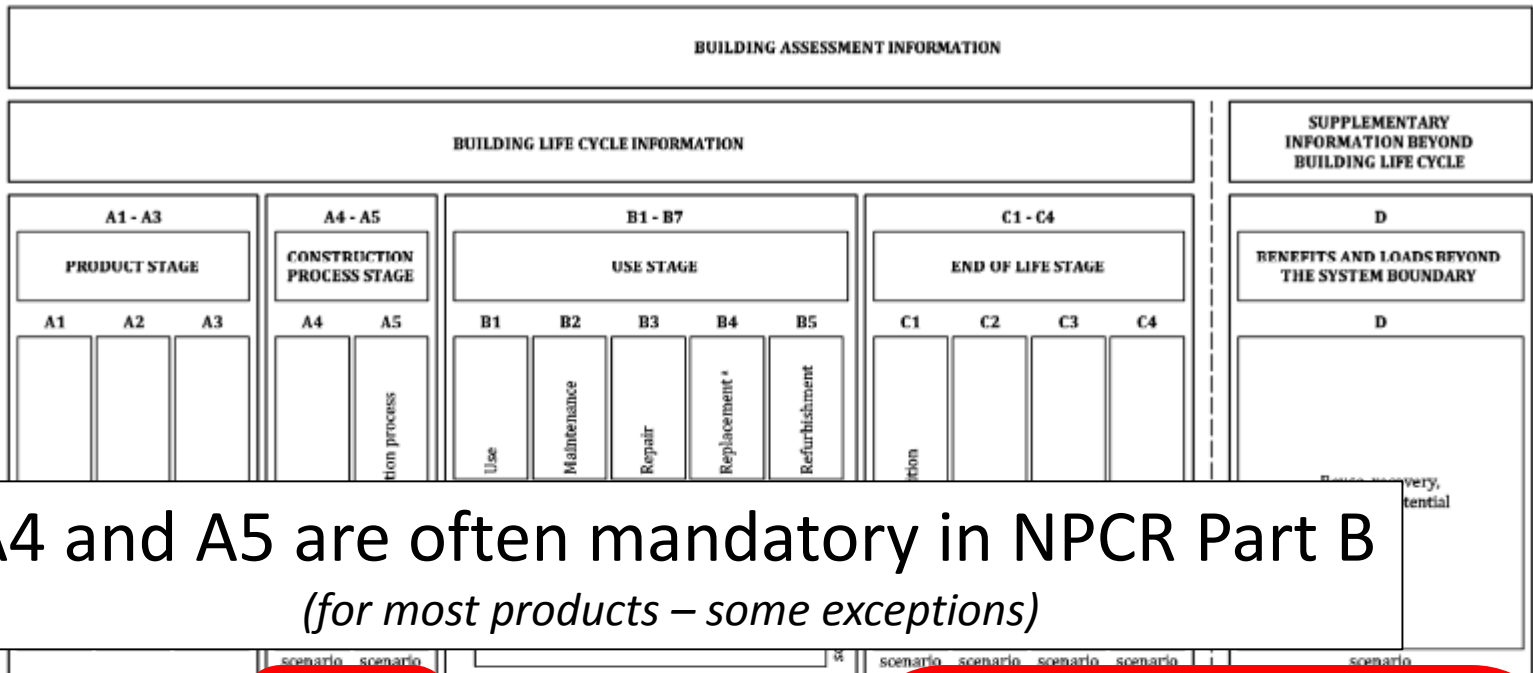 BUILDING ASSESSMENT INFORMATION
BUILDING LIFE CYCLE INFORMATION
SUPPLEMENTARY
INFORMATION BEYOND
BUILDING LIFE CYCLE
A1 - A3
A4 - A5
B1 - B7
C1 - C4
D
PRODUCT STAGE
CONSTRUCTION
PROCESS STAGE
USE STAGE
END OF LIFE STAGE
BENEFITS AND LOADS BEYOND
THE SYSTEM BOUNDARY
A1 A2 A3
A4 A5
B1 B2 B3 B4 B5
C1 C2 C3 C4
D
process
Use
Maintenance
Repair
Replacement ª
Refurbishment
A4 and A5 are often mandatory in NPCR Part B
(for most products – some exceptions)
scenario scenario
scenario scenario scenario scenario
scenario